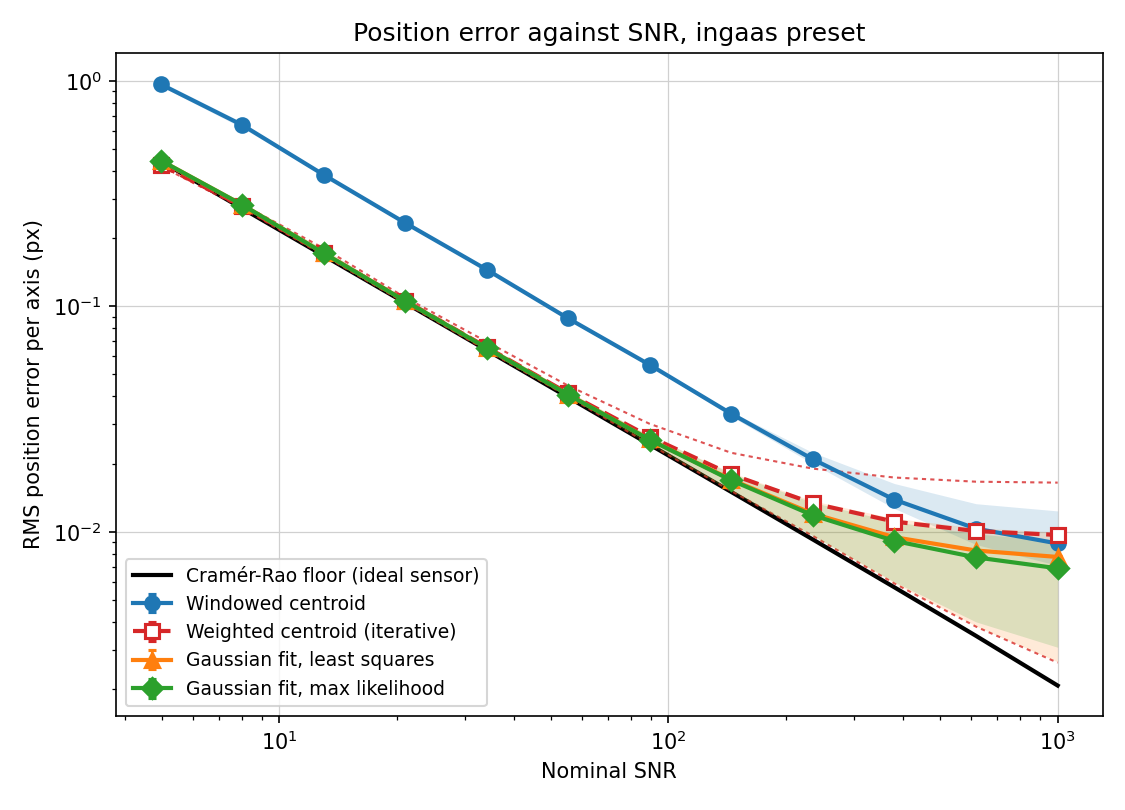 Position error against SNR, ingaas preset
RMS position error per axis (px)
10⁰
10⁻¹
10⁻²
Cramér-Rao floor (ideal sensor)
Windowed centroid
Weighted centroid (iterative)
Gaussian fit, least squares
Gaussian fit, max likelihood
10¹
10²
10³
Nominal SNR